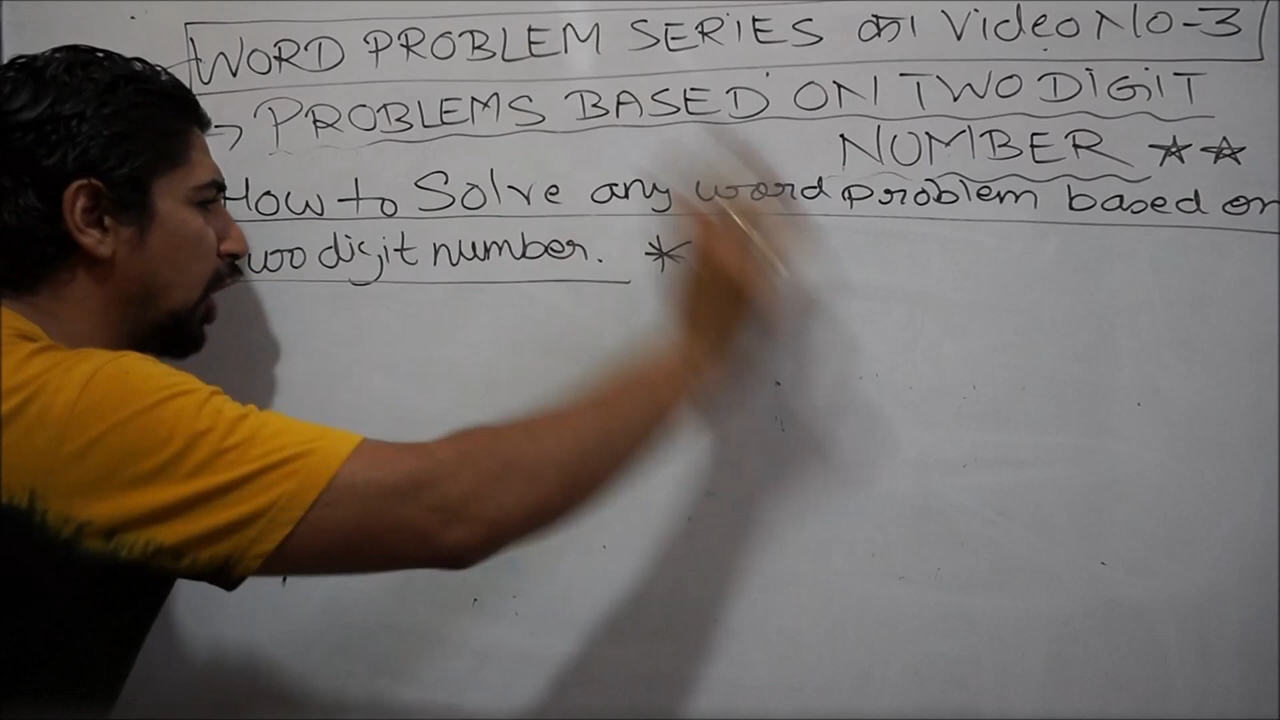 WORD PROBLEM SERIES का Video NO-3
→ PROBLEMS BASED ON TWO DIGIT
NUMBER ☆☆
How to Solve any word problem based on
wo digit number. *